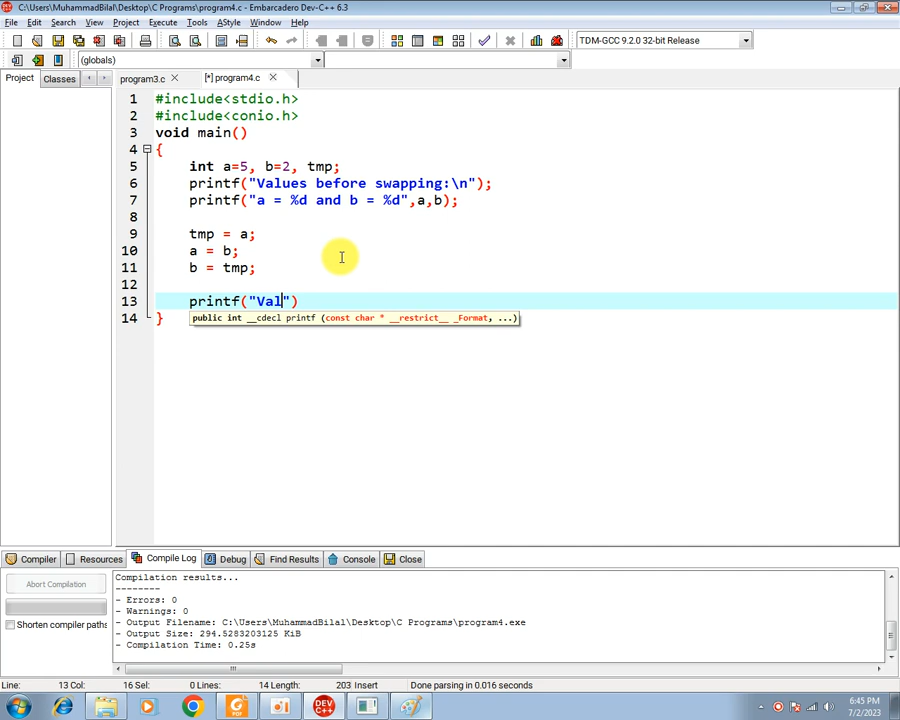 C:\Users\MuhammadBilal\Desktop\C Programs\program4.c - Embarcadero Dev-C++ 6.3
File Edit Search View Project Execute Tools AStyle Window Help
TDM-GCC 9.2.0 32-bit Release
(globals)
Project Classes program3.c [*] program4.c
1 #include<stdio.h>
2 #include<conio.h>
3 void main()
4 {
5 int a=5, b=2, tmp;
6 printf("Values before swapping:\n");
7 printf("a = %d and b = %d",a,b);
8
9 tmp = a;
10 a = b;
11 b = tmp;
12
13 printf("Val")
14 }
public int __cdecl printf (const char * __restrict__ _Format, ...)
Compiler Resources Compile Log Debug Find Results Console Close
Abort Compilation
Shorten compiler paths
Compilation results...
--------
- Errors: 0
- Warnings: 0
- Output Filename: C:\Users\MuhammadBilal\Desktop\C Programs\program4.exe
- Output Size: 294.5283203125 KiB
- Compilation Time: 0.25s
Line: 13 Col: 16 Sel: 0 Lines: 14 Length: 203 Insert Done parsing in 0.016 seconds
PDF DEV C++
6:45 PM
7/2/2023